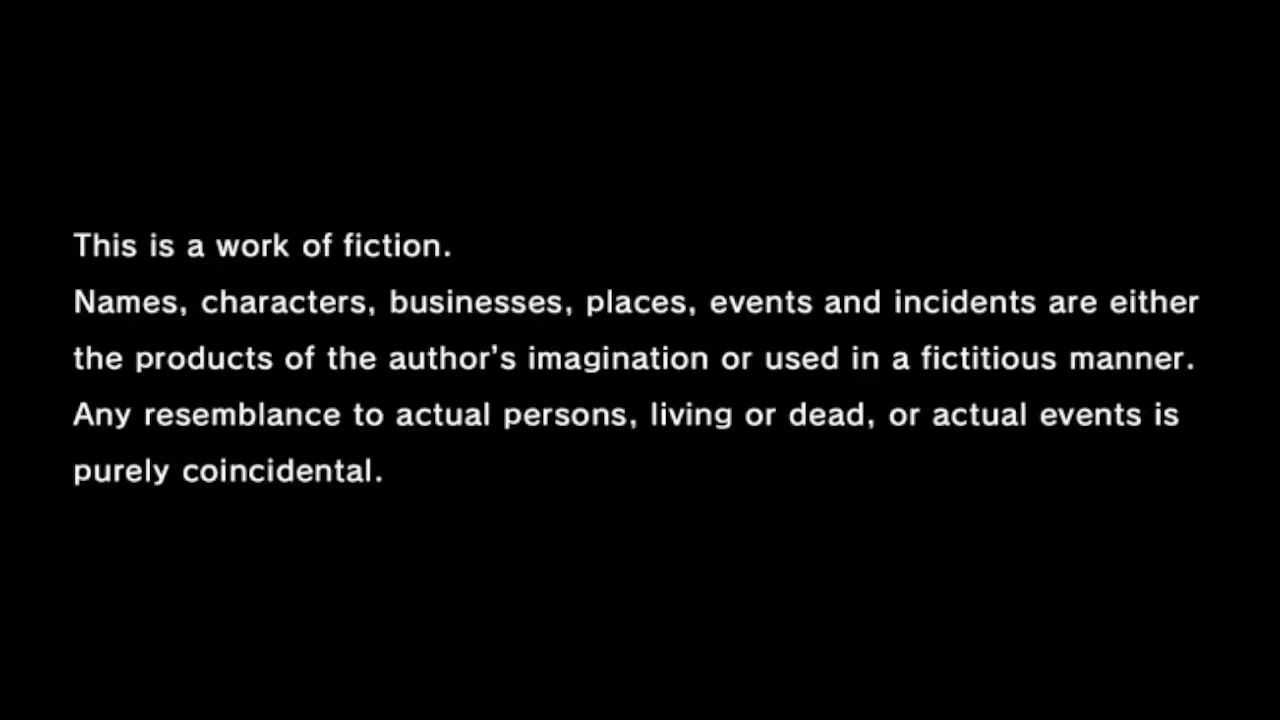 This is a work of fiction.
Names, characters, businesses, places, events and incidents are either
the products of the author's imagination or used in a fictitious manner.
Any resemblance to actual persons, living or dead, or actual events is
purely coincidental.